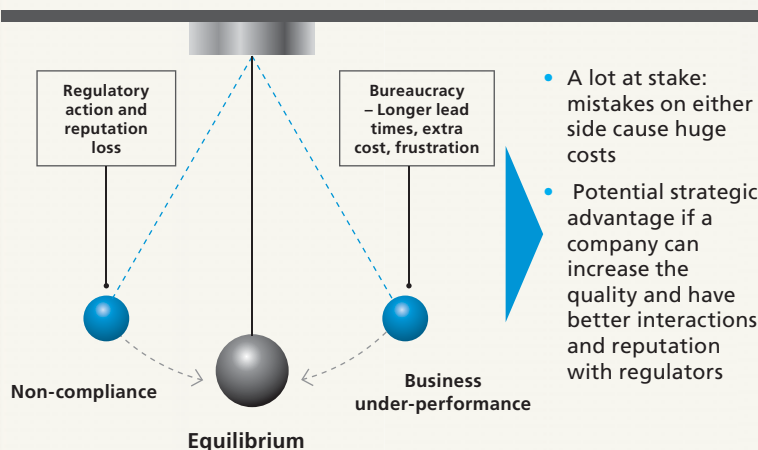 Regulatory
action and
reputation
loss
Bureaucracy
– Longer lead
times, extra
cost, frustration
Non-compliance
Equilibrium
Business
under-performance
• A lot at stake:
mistakes on either
side cause huge
costs
• Potential strategic
advantage if a
company can
increase the
quality and have
better interactions
and reputation
with regulators